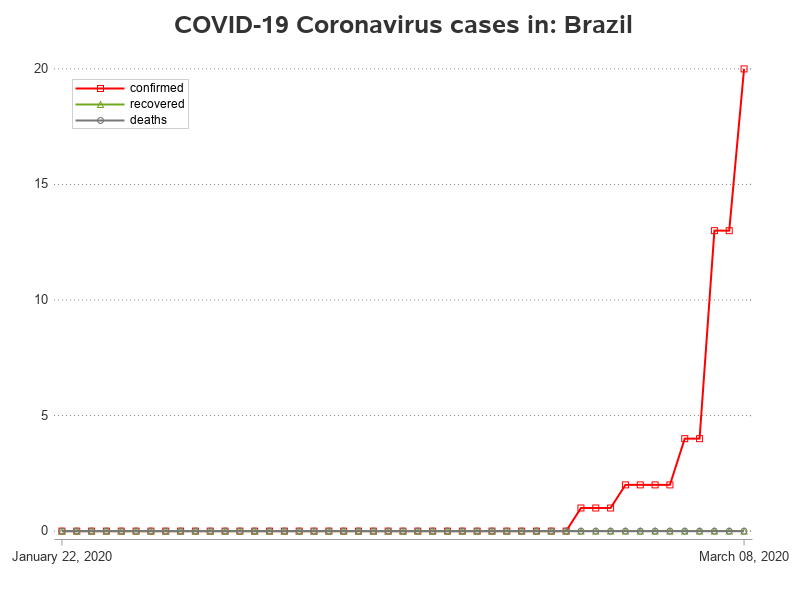 COVID-19 Coronavirus cases in: Brazil
20
confirmed
recovered
deaths
15
10
5
0
January 22, 2020
March 08, 2020